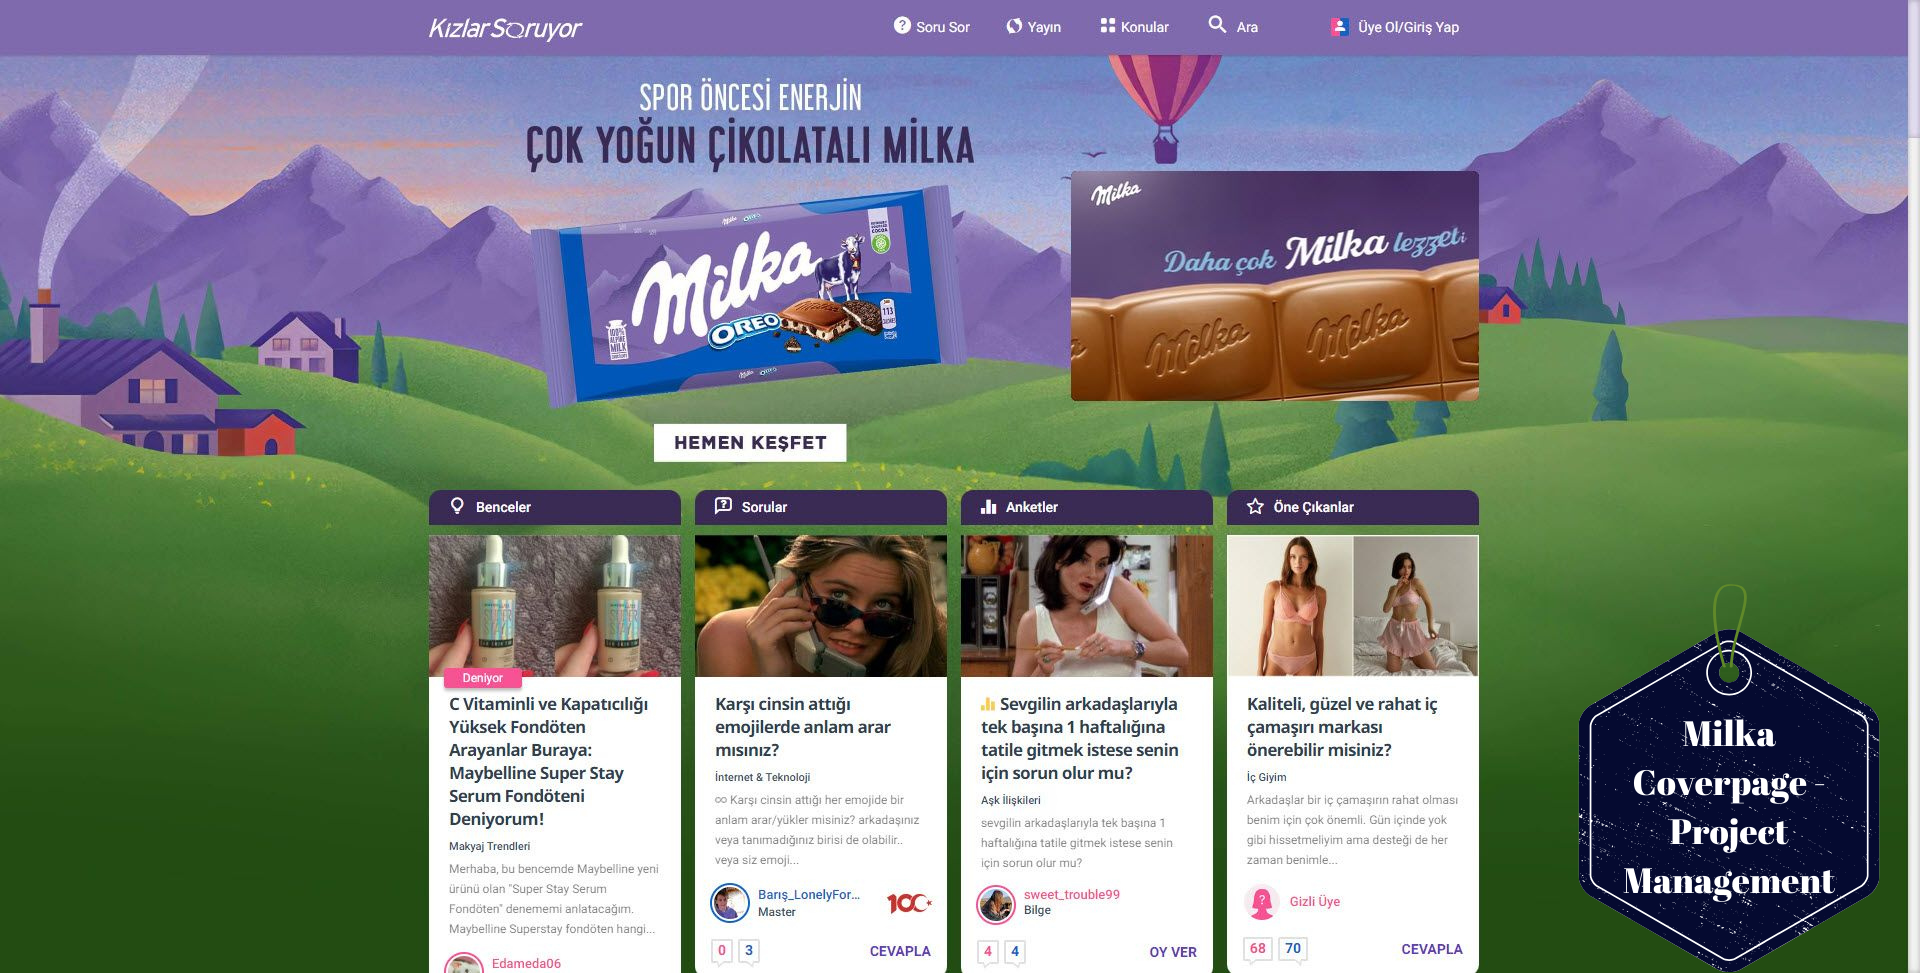 KızlarSoruyor
Soru Sor
Yayın
Konular
Ara
Üye Ol/Giriş Yap
SPOR ÖNCESİ ENERJİN
ÇOK YOĞUN ÇİKOLATALI MİLKA
Milka
OREO
100%
ALPINE
MILK
113
Milka
Daha çok Milka lezzeti
Milka
Milka
HEMEN KEŞFET
Benceler
Deniyor
C Vitaminli ve Kapatıcılığı
Yüksek Fondöten
Arayanlar Buraya:
Maybelline Super Stay
Serum Fondöteni
Deniyorum!
Makyaj Trendleri
Merhaba, bu bencemde Maybelline yeni
ürünü olan "Super Stay Serum
Fondöten" denememi anlatacağım.
Maybelline Superstay fondöten hangi...
Edameda06
Sorular
Karşı cinsin attığı
emojilerde anlam arar
mısınız?
İnternet & Teknoloji
∞ Karşı cinsin attığı her emojide bir
anlam arar/yükler misiniz? arkadaşınız
veya tanımadığınız birisi de olabilir..
veya siz emoji...
Barış_LonelyFor...
Master
100
0 3
CEVAPLA
Anketler
Sevgilin arkadaşlarıyla
tek başına 1 haftalığına
tatile gitmek istese senin
için sorun olur mu?
Aşk İlişkileri
sevgilin arkadaşlarıyla tek başına 1
haftalığına tatile gitmek istese senin
için sorun olur mu?
sweet_trouble99
Bilge
4 4
OY VER
Öne Çıkanlar
Kaliteli, güzel ve rahat iç
çamaşırı markası
önerebilir misiniz?
İç Giyim
Arkadaşlar bir iç çamaşırın rahat olması
benim için çok önemli. Gün içinde yok
gibi hissetmeliyim ama desteği de her
zaman benimle...
Gizli Üye
68 70
CEVAPLA
Milka
Coverpage -
Project
Management